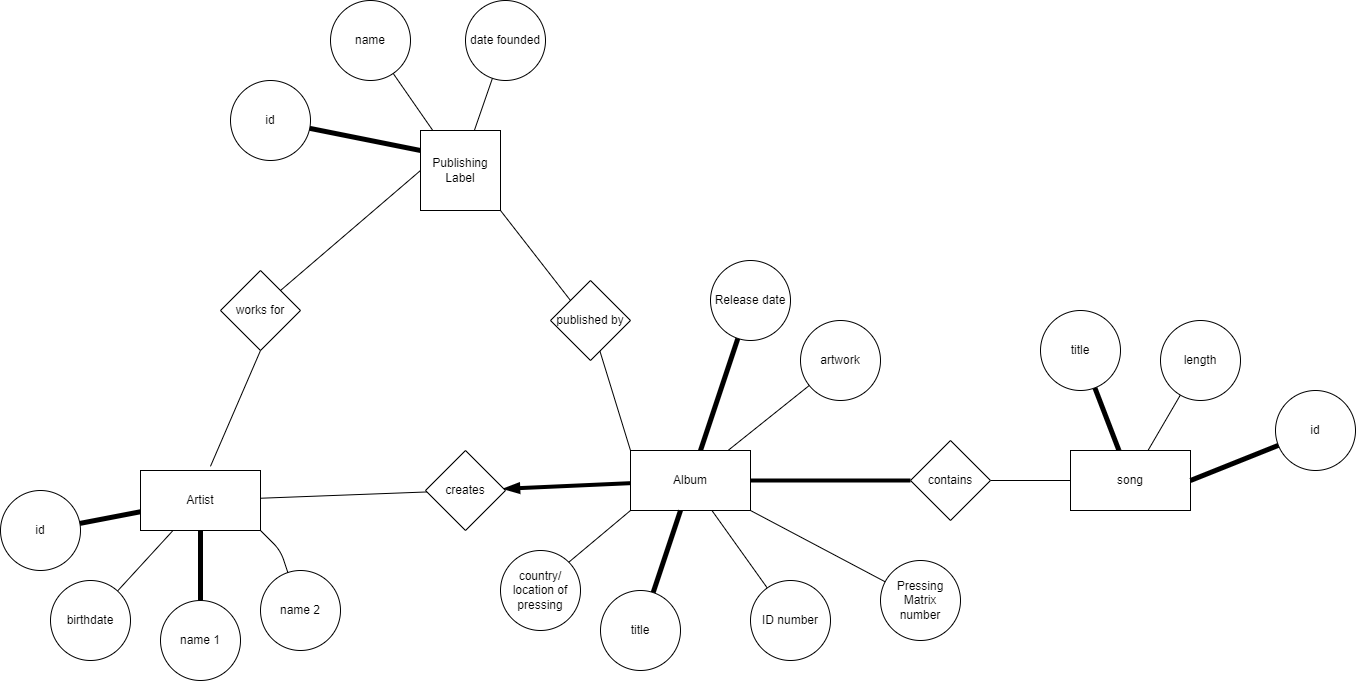 name
date founded
id
Publishing
Label
works for
published by
Release date
artwork
title
length
id
Artist
creates
Album
contains
song
id
birthdate
name 1
name 2
country/
location of
pressing
title
ID number
Pressing
Matrix
number